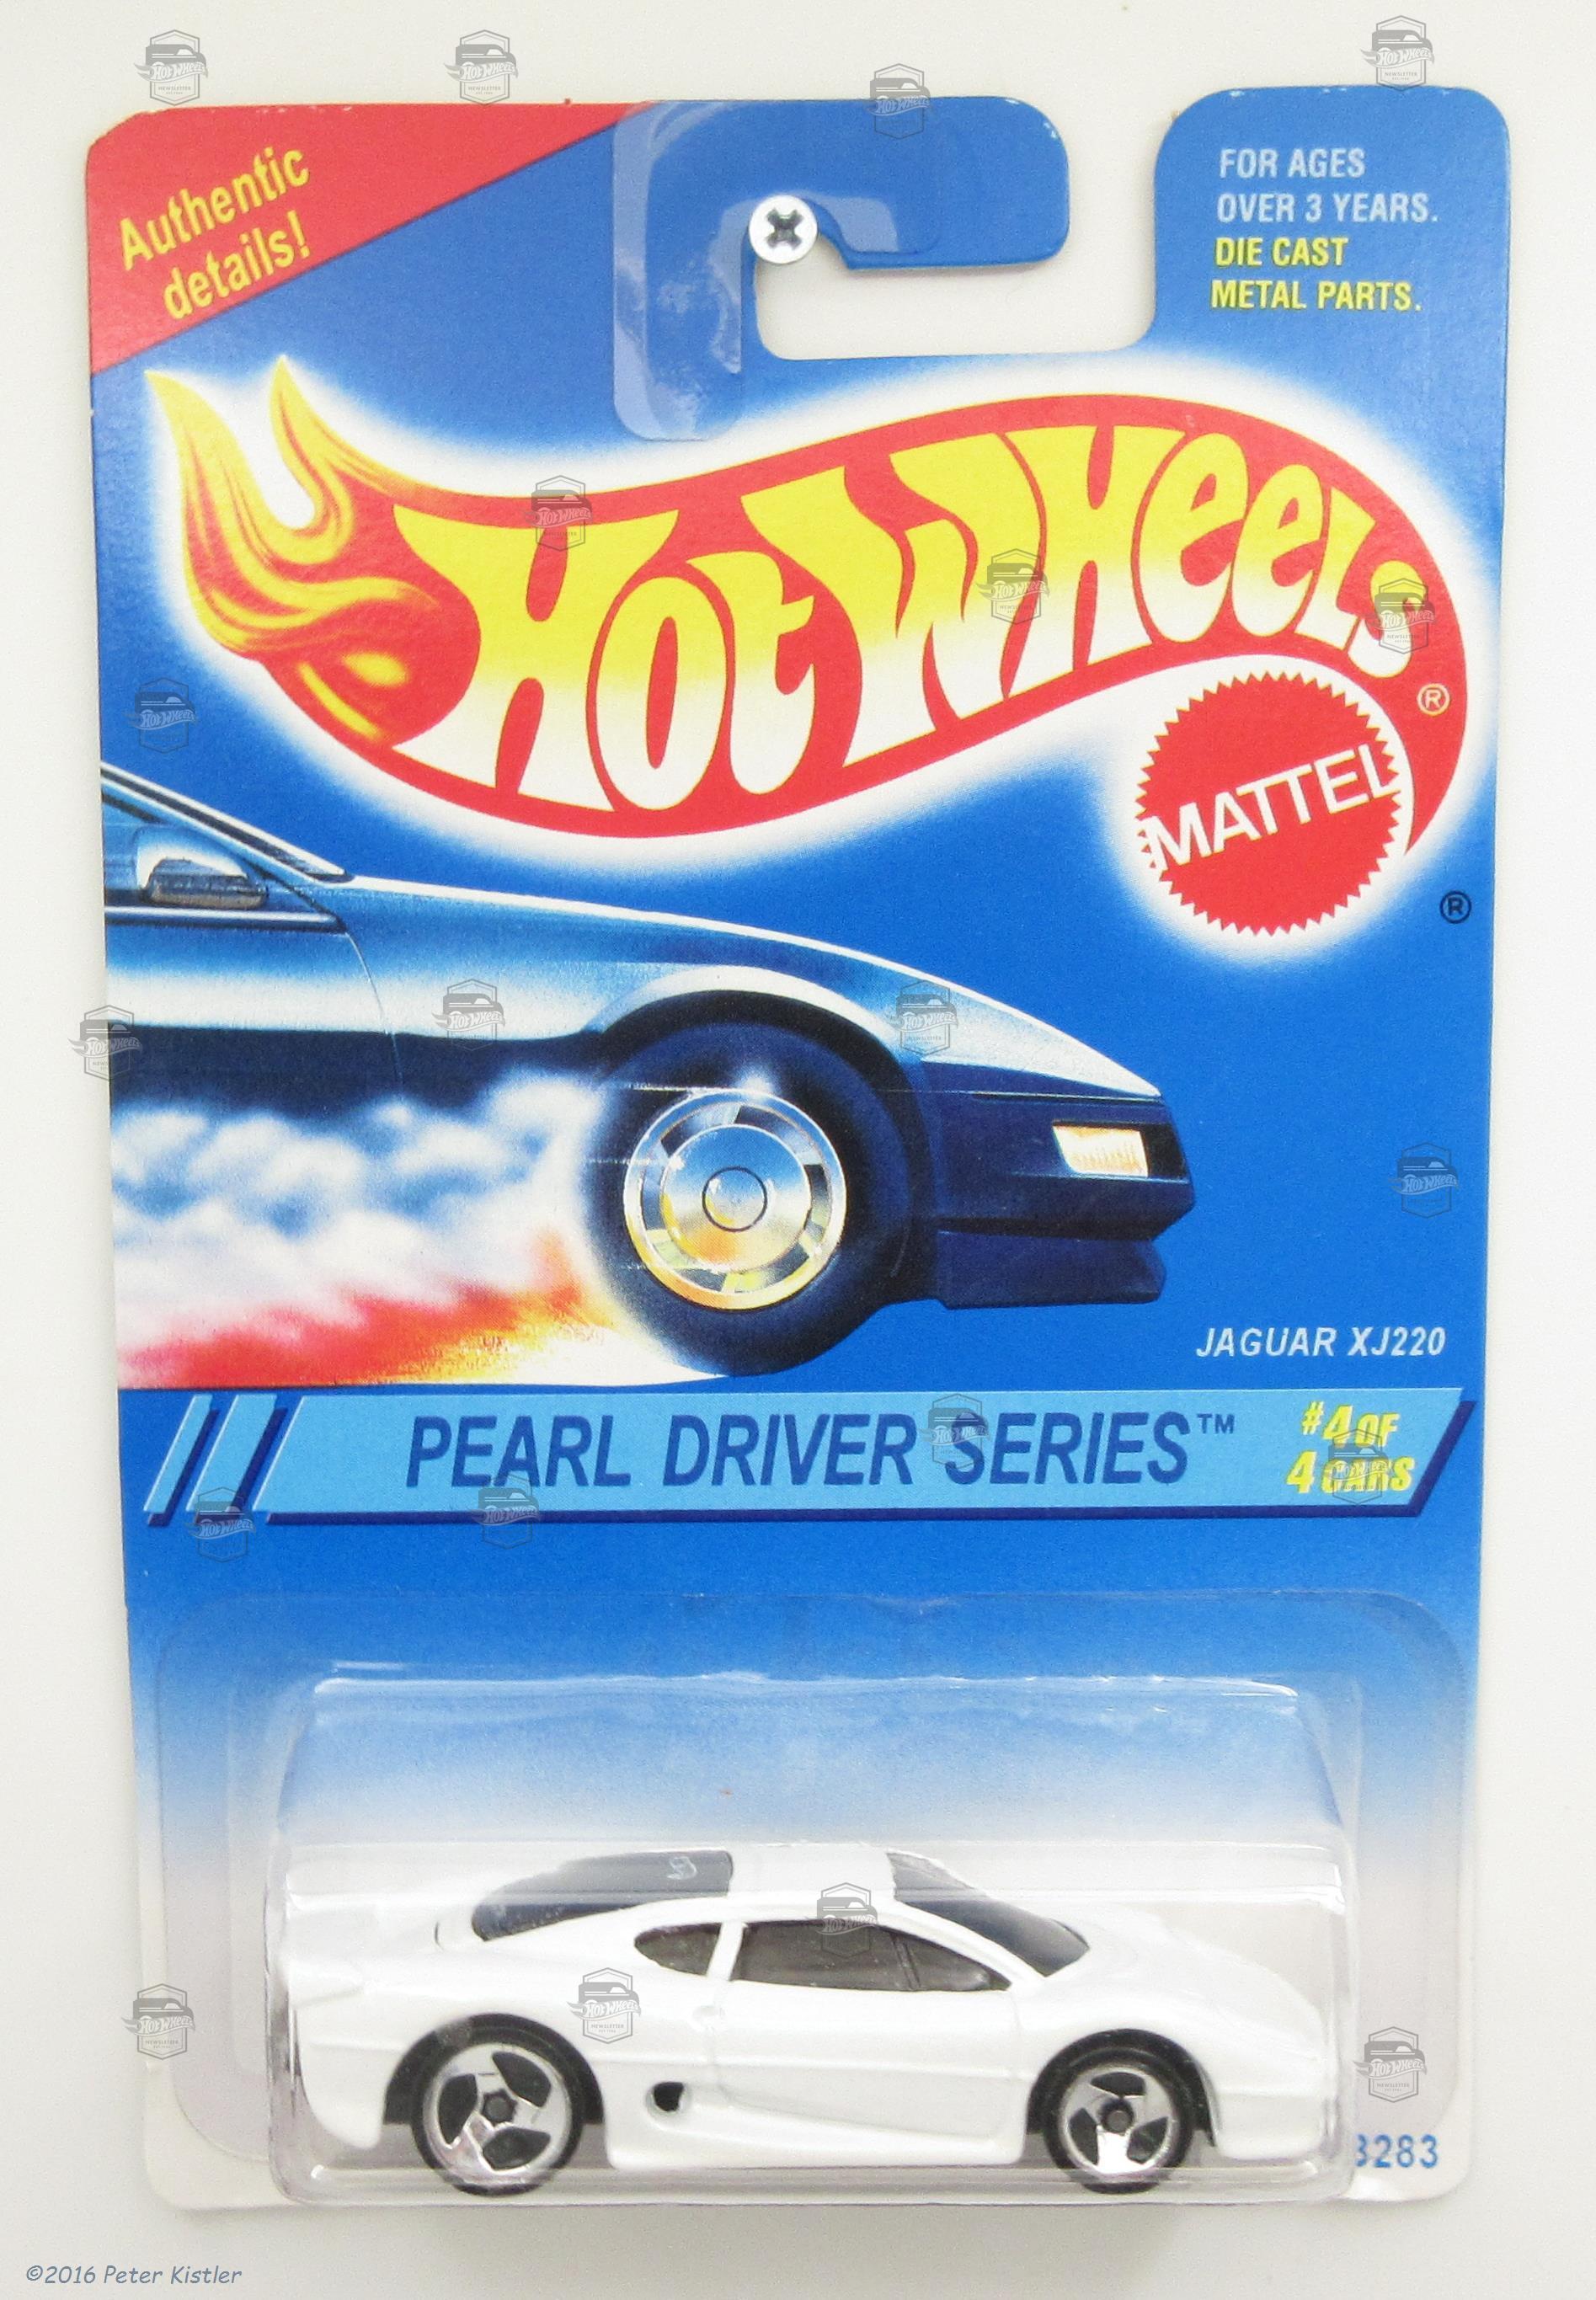 Authentic
details!
FOR AGES
OVER 3 YEARS.
DIE CAST
METAL PARTS.
HOT WHEELS
®
MATTEL
®
JAGUAR XJ220
PEARL DRIVER SERIES™
#4 OF
4 CARS
3283
©2016 Peter Kistler